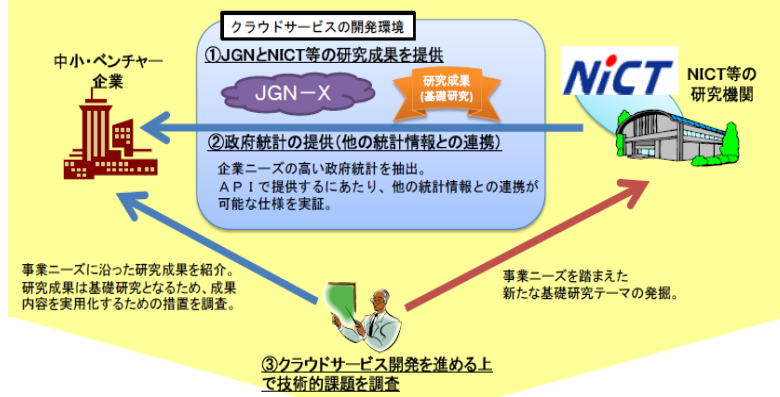 クラウドサービスの開発環境
①JGNとNICT等の研究成果を提供
中小・ベンチャー
企業
JGN－X
研究成果
(基礎研究)
NICT
NICT等の
研究機関
②政府統計の提供(他の統計情報との連携)
企業ニーズの高い政府統計を抽出。
ＡＰＩで提供するにあたり、他の統計情報との連携が
可能な仕様を実証。
事業ニーズに沿った研究成果を紹介。
研究成果は基礎研究となるため、成果
内容を実用化するための措置を調査。
事業ニーズを踏まえた
新たな基礎研究テーマの発掘。
③クラウドサービス開発を進める上
で技術的課題を調査